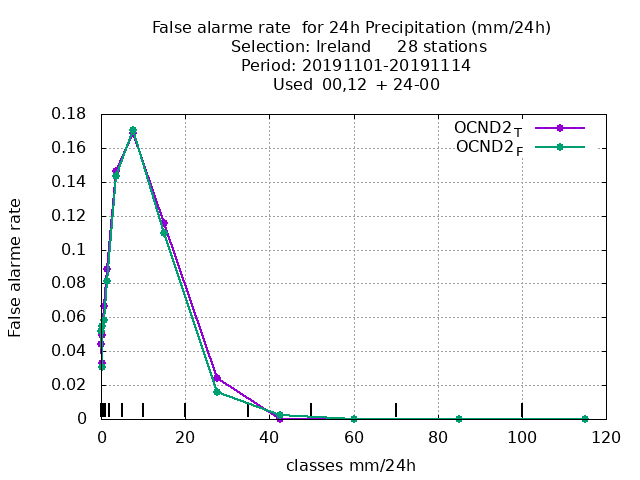 False alarme rate  for 24h Precipitation (mm/24h)
Selection: Ireland     28 stations
Period: 20191101-20191114
Used  00,12  + 24-00
OCND2T
OCND2F
0.18
0.16
0.14
0.12
0.1
0.08
0.06
0.04
0.02
0
False alarme rate
0 20 40 60 80 100 120
classes mm/24h